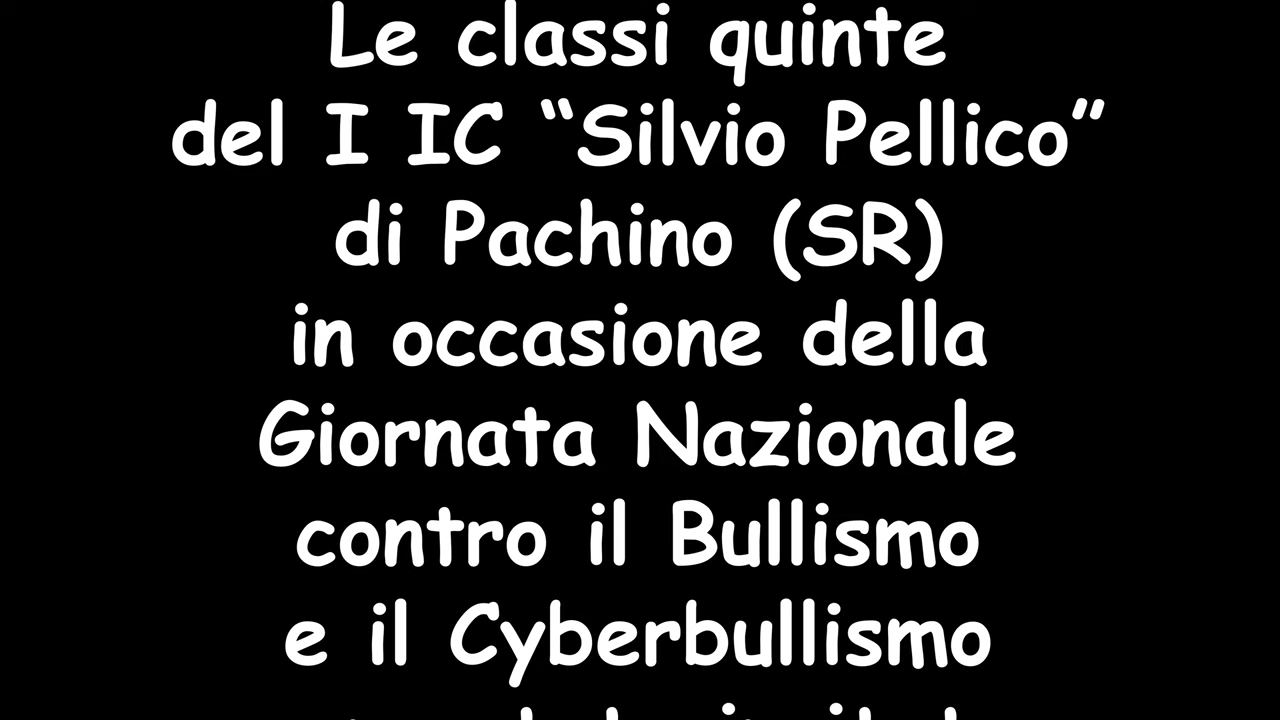 Le classi quinte
del I IC “Silvio Pellico”
di Pachino (SR)
in occasione della
Giornata Nazionale
contro il Bullismo
e il Cyberbullismo